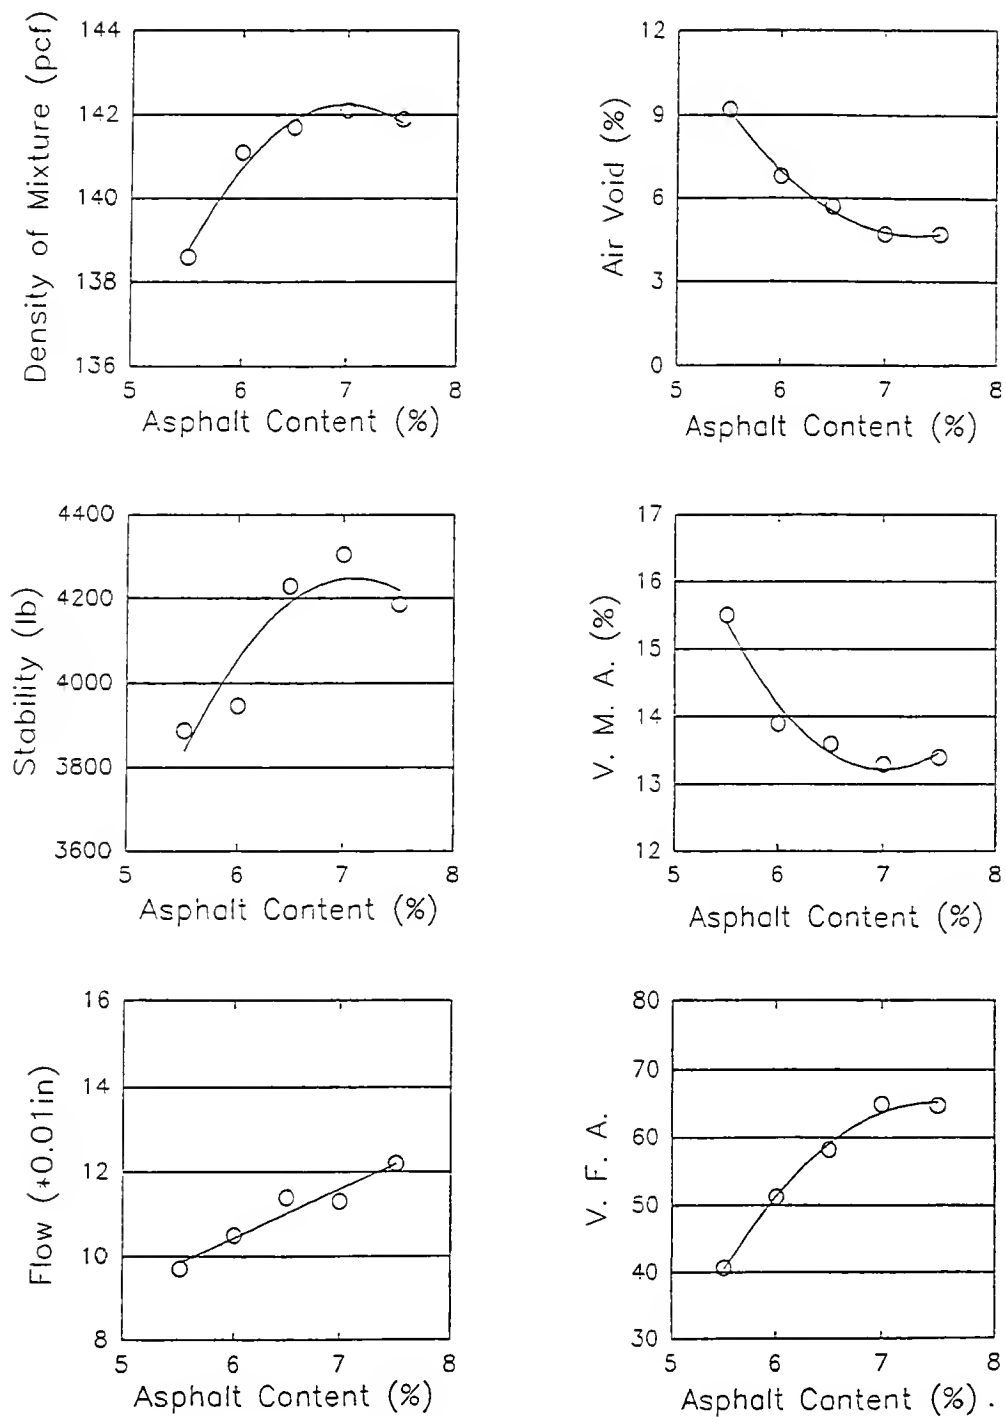 Density of Mixture (pcf)
144
142
140
138
136
5 6 7 8
Asphalt Content (%)
Air Void (%)
12
9
6
3
0
5 6 7 8
Asphalt Content (%)
Stability (lb)
4400
4200
4000
3800
3600
5 6 7 8
Asphalt Content (%)
V. M. A. (%)
17
16
15
14
13
12
5 6 7 8
Asphalt Content (%)
Flow (*0.01in)
16
14
12
10
8
5 6 7 8
Asphalt Content (%)
V. F. A.
80
70
60
50
40
30
5 6 7 8
Asphalt Content (%) .